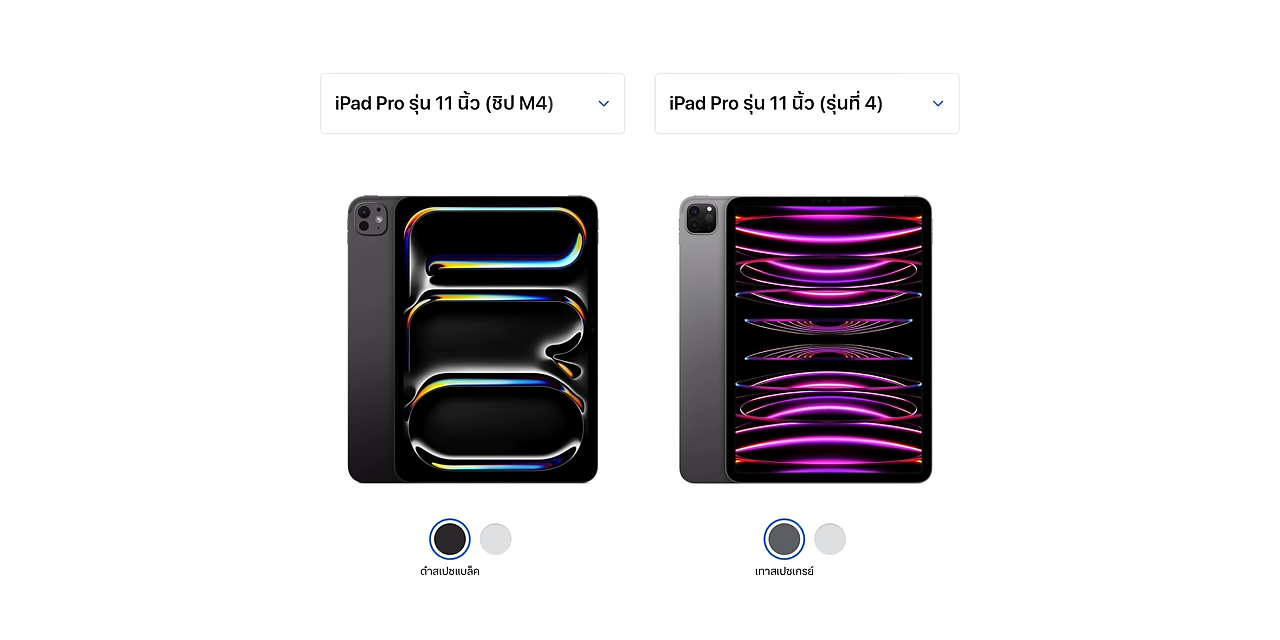 iPad Pro รุ่น 11 นิ้ว (ชิป M4)
iPad Pro รุ่น 11 นิ้ว (รุ่นที่ 4)
ดำสเปซแบล็ค
เทาสเปซเกรย์